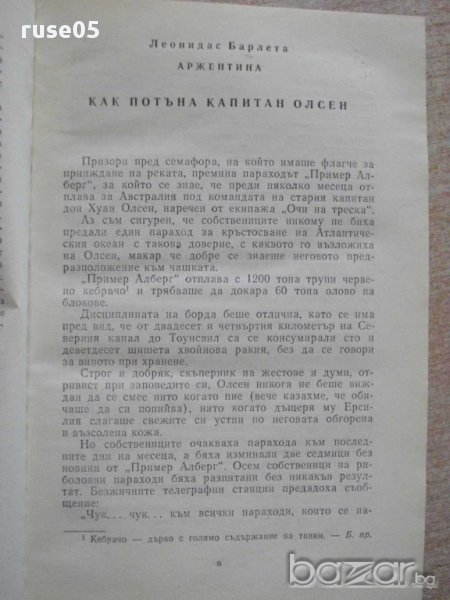 ruse05
Леонидас Барлета
АРЖЕНТИНА
КАК ПОТЪНА КАПИТАН ОЛСЕН
Призори пред семафора, на който имаше флагче за
прииждане на реката, премина параходът „Пример Ал-
берг“, за който се знае, че преди няколко месеца от-
плава за Австралия под командата на стария капитан
дон Хуан Олсен, наречен от екипажа „Очи на треска“.
Аз съм сигурен, че собствениците никому не биха
предали един параход за кръстосване на Атлантиче-
ския океан с такова доверие, с каквото го възложиха
на Олсен, макар че добре се знаеше неговото пред-
разположение към чашката.
„Пример Алберг“ отплава с 1200 тона трупи черве-
но кебрачо¹ и трябваше да докара 60 тона олово на
блокове.
Дисциплината на борда беше отлична, като се има
пред вид, че от двадесет и четвъртия километър на Се-
верния канал до Тоунсвил са се консумирали сто и
деветдесет шишета хвойнова ракия, без да се говори
за виното при хранене.
Строг и добряк, скъперник на жестове и думи, от-
ривист при заповедите си, Олсен никога не беше виж-
дан да се смее нито когато пие (вече казахме, че оби-
чаше да си попийва), нито когато дъщеря му Ерси-
лия слагаше свежите си устни по неговата обгорена
и възсолена кожа.
Но собствениците очакваха парахода към последни-
те дни на месеца, а бяха изминали две седмици без
новини от „Пример Алберг“. Осем собственици на ри-
боловни параходи бяха разпитани без никакъв резул-
тат. Безжичните телеграфни станции предадоха съоб-
щение:
„Чук... чук... към всички параходи, които се на-
¹ Кебрачо — дърво с голямо съдържание на танин. — Б. пр.
bazar.bg